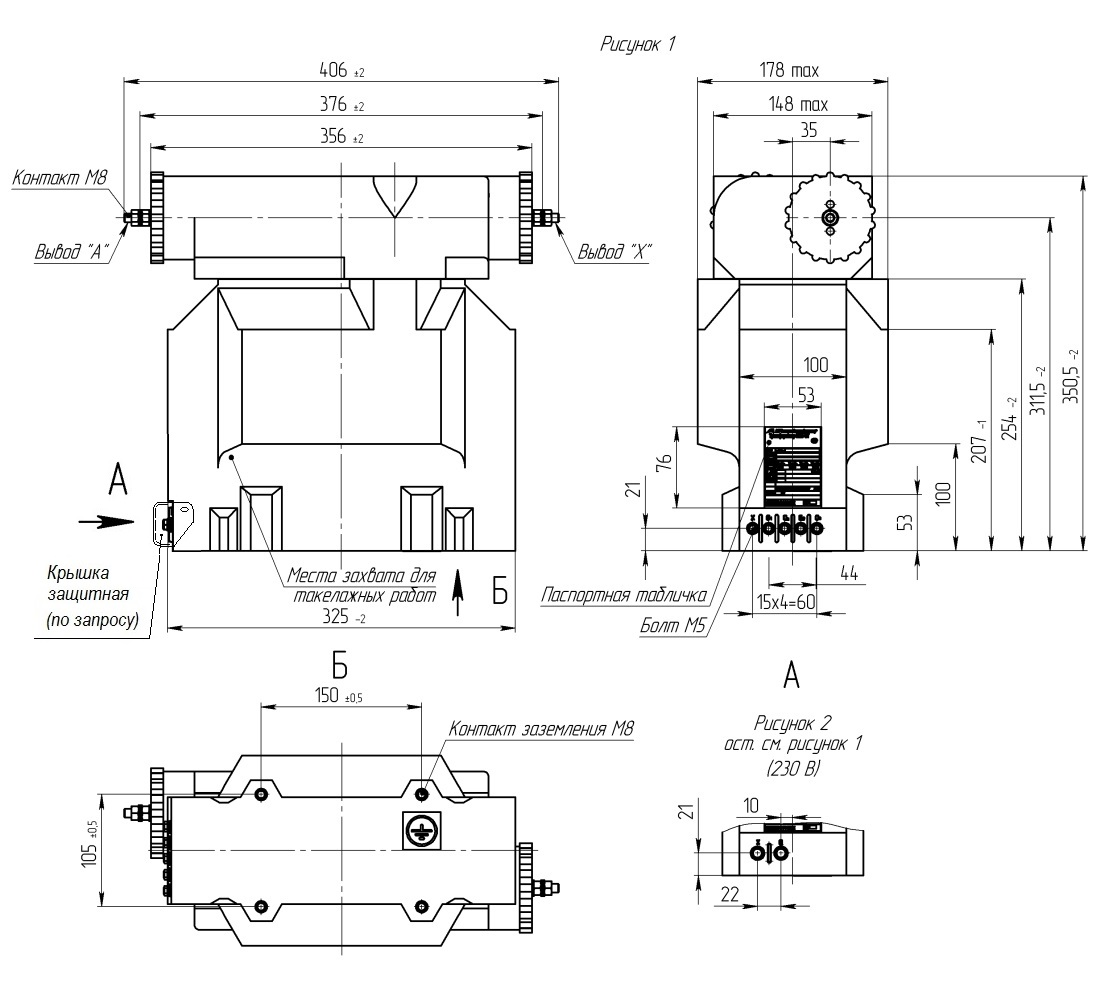 Рисунок 1
406 ±2
376 ±2
356 ±2
Контакт М8
Вывод "А"
Вывод "Х"
178 max
148 max
35
100
53
76
21
350,5 -2
311,5 -2
254 -2
207 -1
100
53
44
15х4=60
Паспортная табличка
Болт М5
А
Крышка
защитная
(по запросу)
Места захвата для
такелажных работ
Б
325 -2
Б
150 ±0,5
Контакт заземления М8
105 ±0,5
А
Рисунок 2
ост. см. рисунок 1
(230 В)
21
10
22